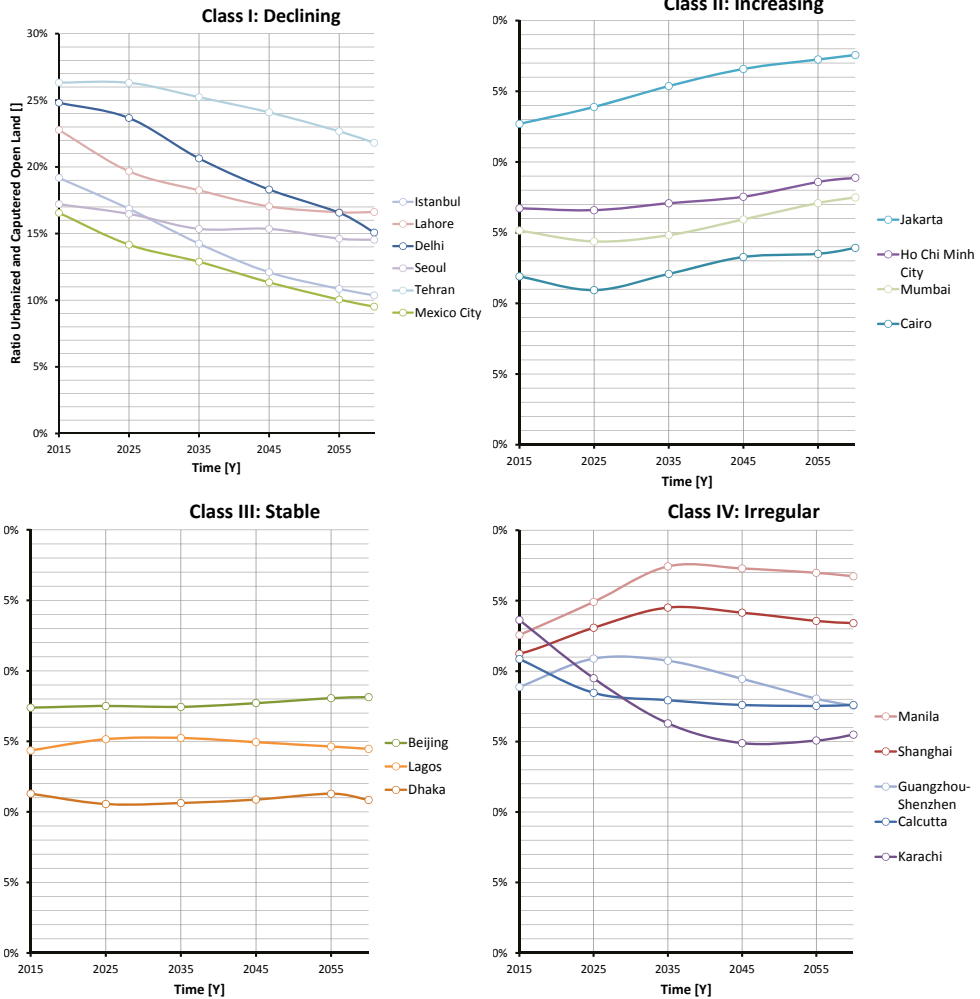 Class I: Declining
30%
25%
20%
15%
10%
5%
0%
Ratio Urbanized and Caputered Open Land []
2015
2025
2035
2045
2055
Time [Y]
Istanbul
Lahore
Delhi
Seoul
Tehran
Mexico City
Class II: Increasing
0%
5%
0%
5%
0%
5%
0%
2015
2025
2035
2045
2055
Time [Y]
Jakarta
Ho Chi Minh
City
Mumbai
Cairo
Class III: Stable
0%
5%
0%
5%
0%
5%
0%
2015
2025
2035
2045
2055
Time [Y]
Beijing
Lagos
Dhaka
Class IV: Irregular
0%
5%
0%
5%
0%
5%
0%
2015
2025
2035
2045
2055
Time [Y]
Manila
Shanghai
Guangzhou-
Shenzhen
Calcutta
Karachi